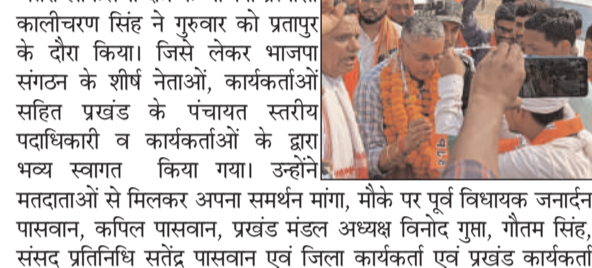 कालीचरण सिंह ने गुरुवार को प्रतापुर
के दौरा किया। जिसे लेकर भाजपा
संगठन के शीर्ष नेताओं, कार्यकर्ताओं
सहित प्रखंड के पंचायत स्तरीय
पदाधिकारी व कार्यकर्ताओं के द्वारा
भव्य स्वागत किया गया। उन्होंने
मतदाताओं से मिलकर अपना समर्थन मांगा, मौके पर पूर्व विधायक जनार्दन
पासवान, कपिल पासवान, प्रखंड मंडल अध्यक्ष विनोद गुप्ता, गौतम सिंह,
संसद प्रतिनिधि सतेंद्र पासवान एवं जिला कार्यकर्ता एवं प्रखंड कार्यकर्ता